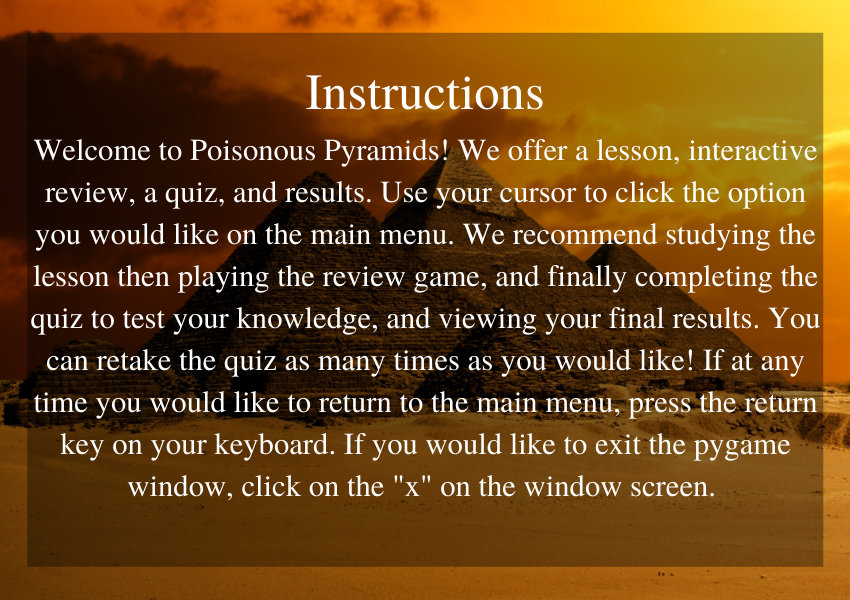 Instructions
Welcome to Poisonous Pyramids! We offer a lesson, interactive
review, a quiz, and results. Use your cursor to click the option
you would like on the main menu. We recommend studying the
lesson then playing the review game, and finally completing the
quiz to test your knowledge, and viewing your final results. You
can retake the quiz as many times as you would like! If at any
time you would like to return to the main menu, press the return
key on your keyboard. If you would like to exit the pygame
window, click on the "x" on the window screen.